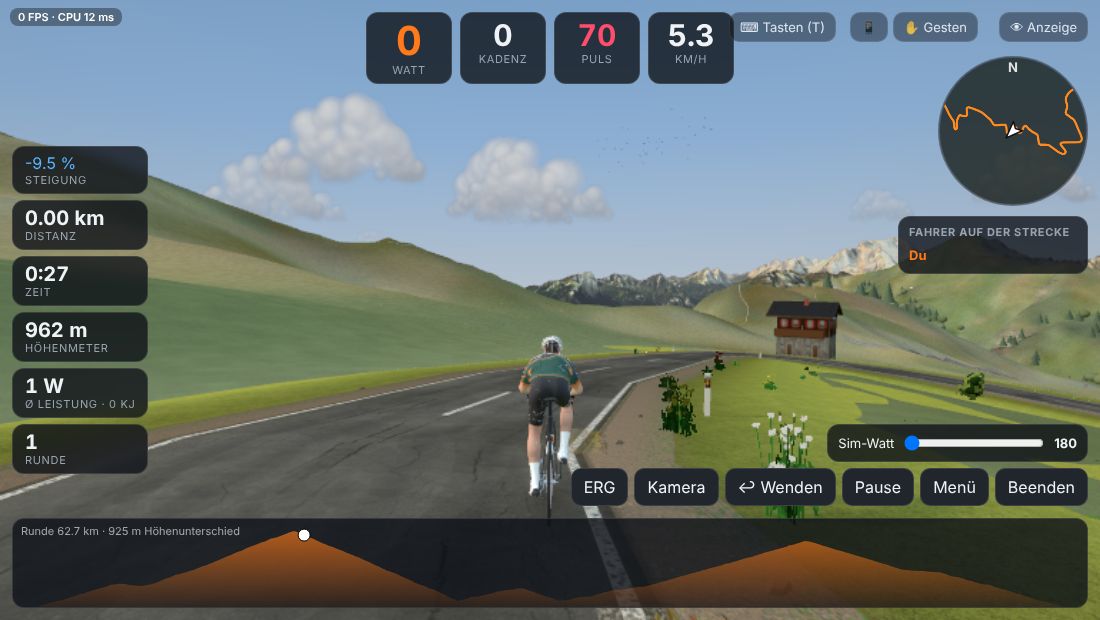 0 FPS · CPU 12 ms
0
WATT
0
KADENZ
70
PULS
5.3
KM/H
⌨ Tasten (T)
✋ Gesten
👁 Anzeige
N
-9.5 %
STEIGUNG
0.00 km
DISTANZ
0:27
ZEIT
962 m
HÖHENMETER
1 W
Ø LEISTUNG · 0 KJ
1
RUNDE
FAHRER AUF DER STRECKE
Du
Sim-Watt 180
ERG
Kamera
↩ Wenden
Pause
Menü
Beenden
Runde 62.7 km · 925 m Höhenunterschied